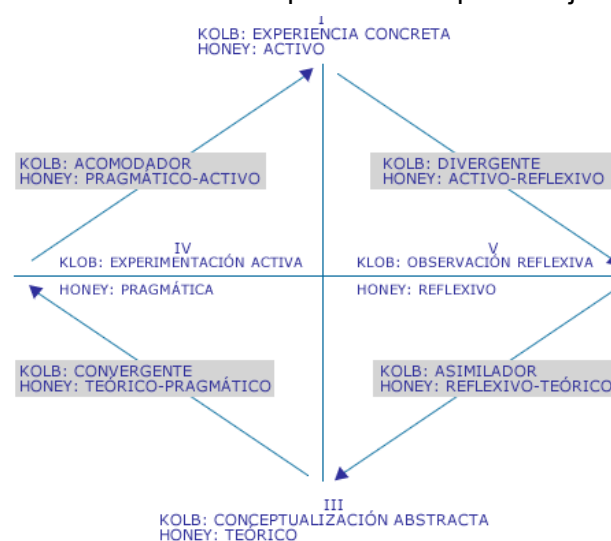 I
KOLB: EXPERIENCIA CONCRETA
HONEY: ACTIVO
KOLB: ACOMODADOR
HONEY: PRAGMÁTICO-ACTIVO
KOLB: DIVERGENTE
HONEY: ACTIVO-REFLEXIVO
IV
KLOB: EXPERIMENTACIÓN ACTIVA
HONEY: PRAGMÁTICA
V
KLOB: OBSERVACIÓN REFLEXIVA
HONEY: REFLEXIVO
KOLB: CONVERGENTE
HONEY: TEÓRICO-PRAGMÁTICO
KOLB: ASIMILADOR
HONEY: REFLEXIVO-TEÓRICO
III
KOLB: CONCEPTUALIZACIÓN ABSTRACTA
HONEY: TEÓRICO